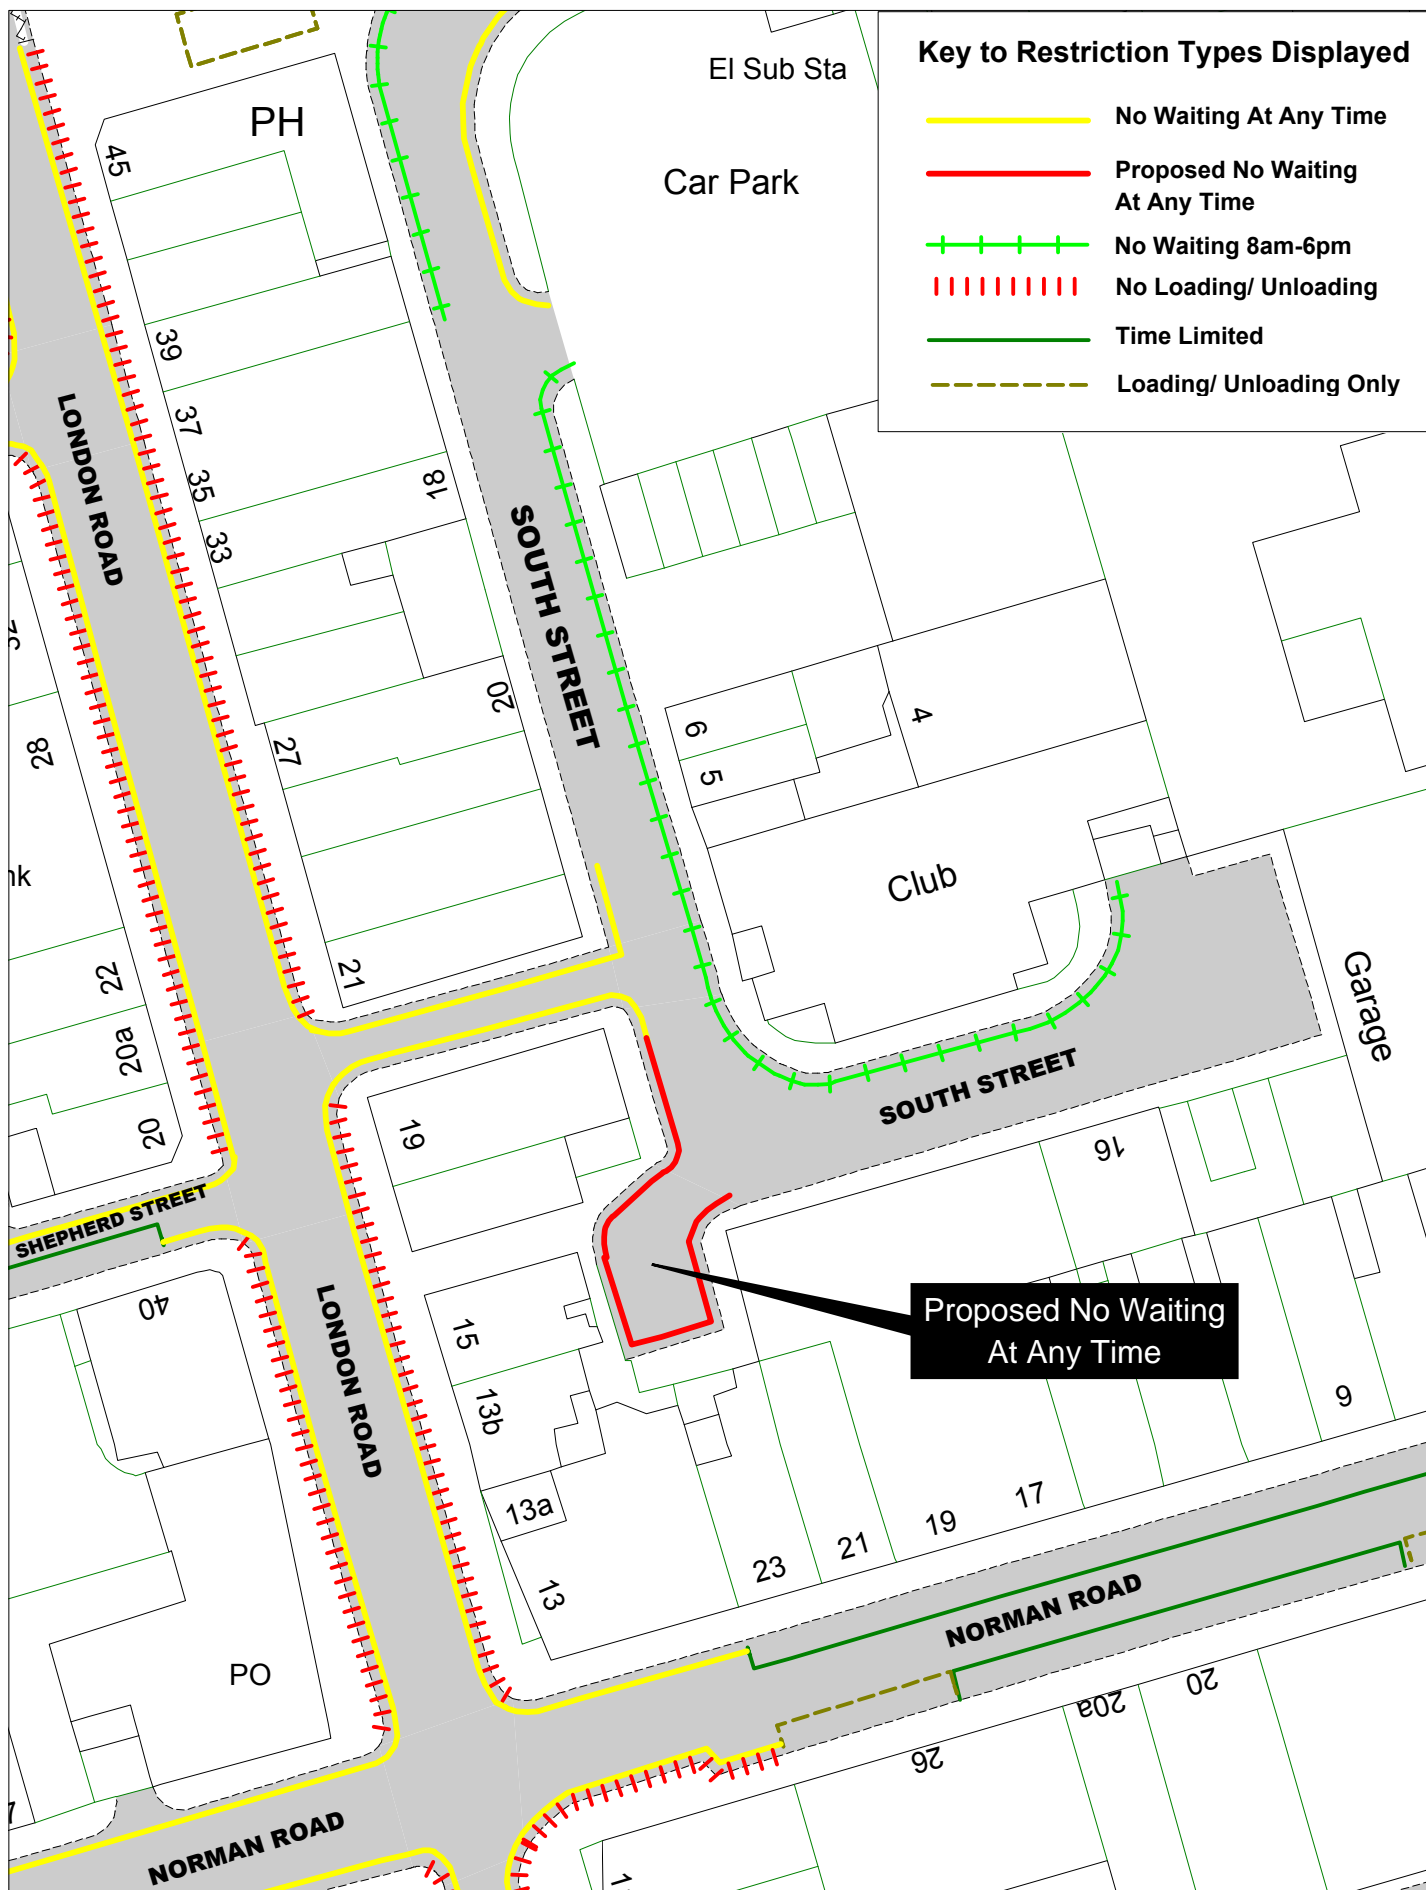 Key to Restriction Types Displayed
No Waiting At Any Time
Proposed No Waiting
At Any Time
No Waiting 8am-6pm
No Loading/ Unloading
Time Limited
Loading/ Unloading Only
El Sub Sta
PH
Car Park
45
39
37
35
33
27
21
LONDON ROAD
18
20
SOUTH STREET
6
5
4
Club
28
22
20a
20
Garage
SOUTH STREET
19
16
SHEPHERD STREET
40
LONDON ROAD
15
13b
13a
13
Proposed No Waiting
At Any Time
9
17
19
21
23
NORMAN ROAD
PO
20
20a
26
NORMAN ROAD